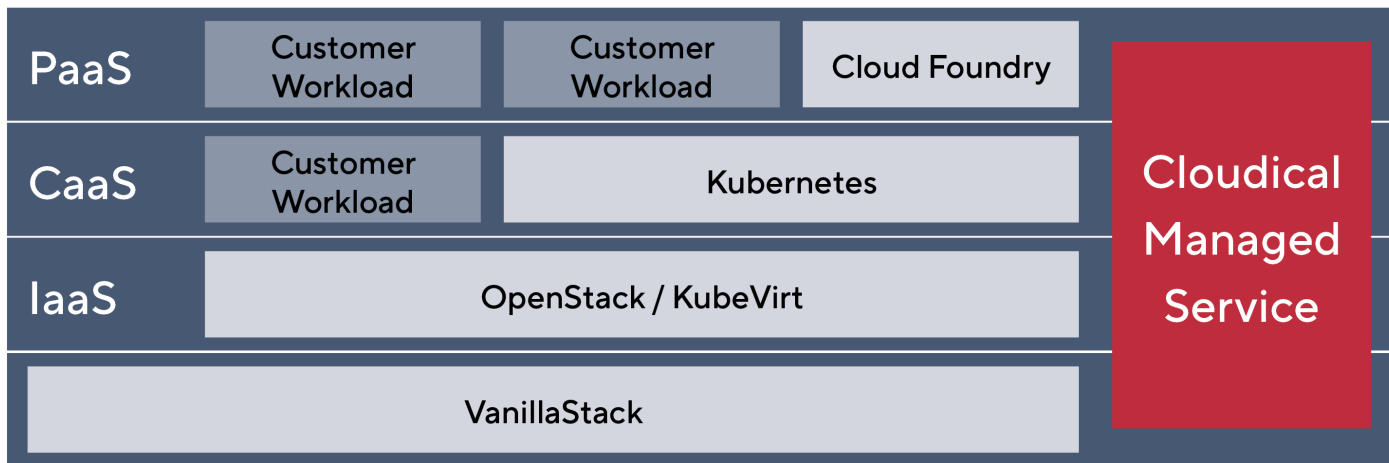 PaaS
Customer
Workload
Customer
Workload
Cloud Foundry
CaaS
Customer
Workload
Kubernetes
IaaS
OpenStack / KubeVirt
VanillaStack
Cloudical
Managed
Service